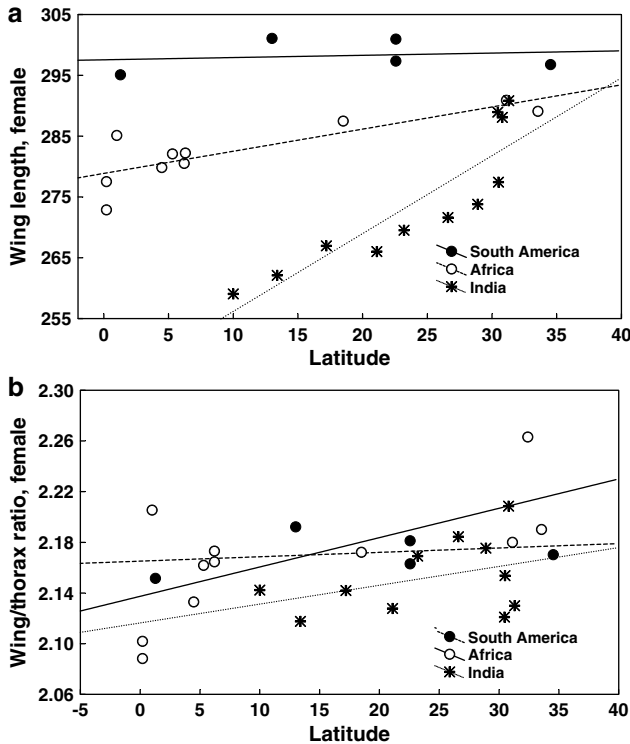 a
Wing length, female
305
295
285
275
265
255
South America
Africa
India
0 5 10 15 20 25 30 35 40
Latitude
b
Wing/thorax ratio, female
2.30
2.26
2.22
2.18
2.14
2.10
2.06
South America
Africa
India
-5 0 5 10 15 20 25 30 35 40
Latitude